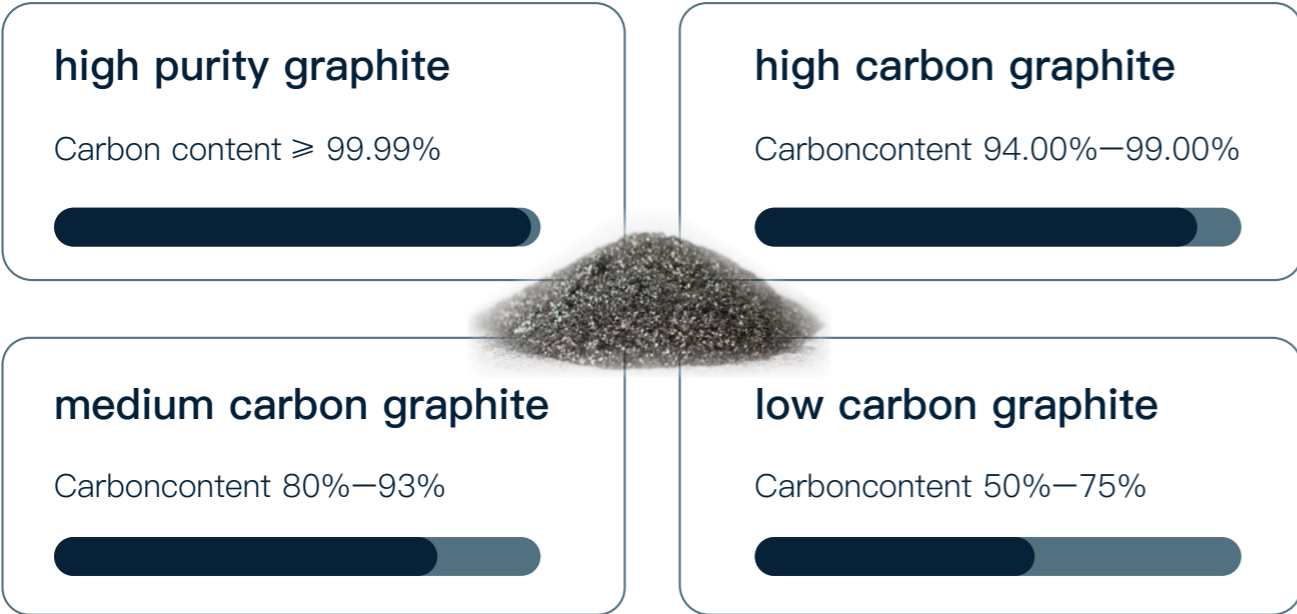 high purity graphite
Carbon content ⩾ 99.99%
high carbon graphite
Carboncontent 94.00%—99.00%
medium carbon graphite
Carboncontent 80%—93%
low carbon graphite
Carboncontent 50%—75%